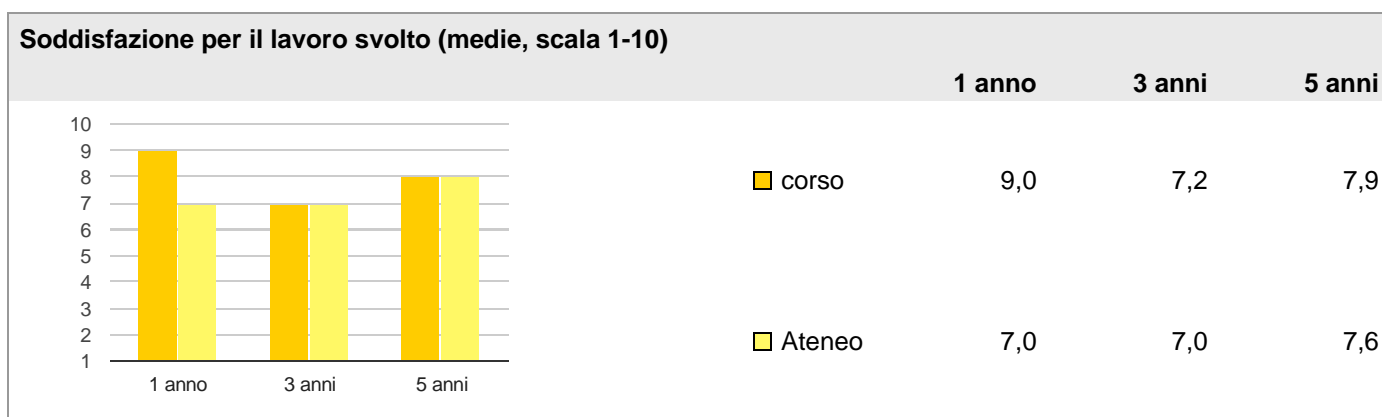 Soddisfazione per il lavoro svolto (medie, scala 1-10)
1 anno 3 anni 5 anni
10
9
8
7
6
5
4
3
2
1
1 anno 3 anni 5 anni
corso 9,0 7,2 7,9
Ateneo 7,0 7,0 7,6